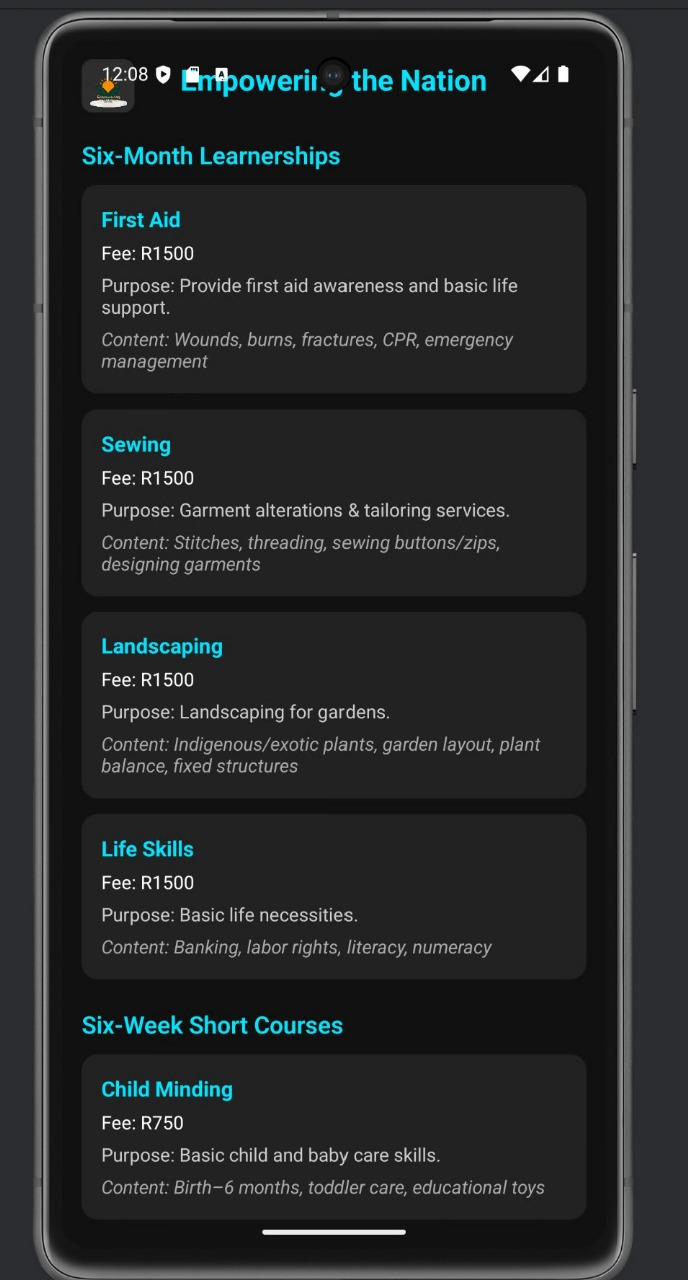 12:08
Empowering the Nation
Six-Month Learnerships
First Aid
Fee: R1500
Purpose: Provide first aid awareness and basic life
support.
Content: Wounds, burns, fractures, CPR, emergency
management
Sewing
Fee: R1500
Purpose: Garment alterations & tailoring services.
Content: Stitches, threading, sewing buttons/zips,
designing garments
Landscaping
Fee: R1500
Purpose: Landscaping for gardens.
Content: Indigenous/exotic plants, garden layout, plant
balance, fixed structures
Life Skills
Fee: R1500
Purpose: Basic life necessities.
Content: Banking, labor rights, literacy, numeracy
Six-Week Short Courses
Child Minding
Fee: R750
Purpose: Basic child and baby care skills.
Content: Birth–6 months, toddler care, educational toys